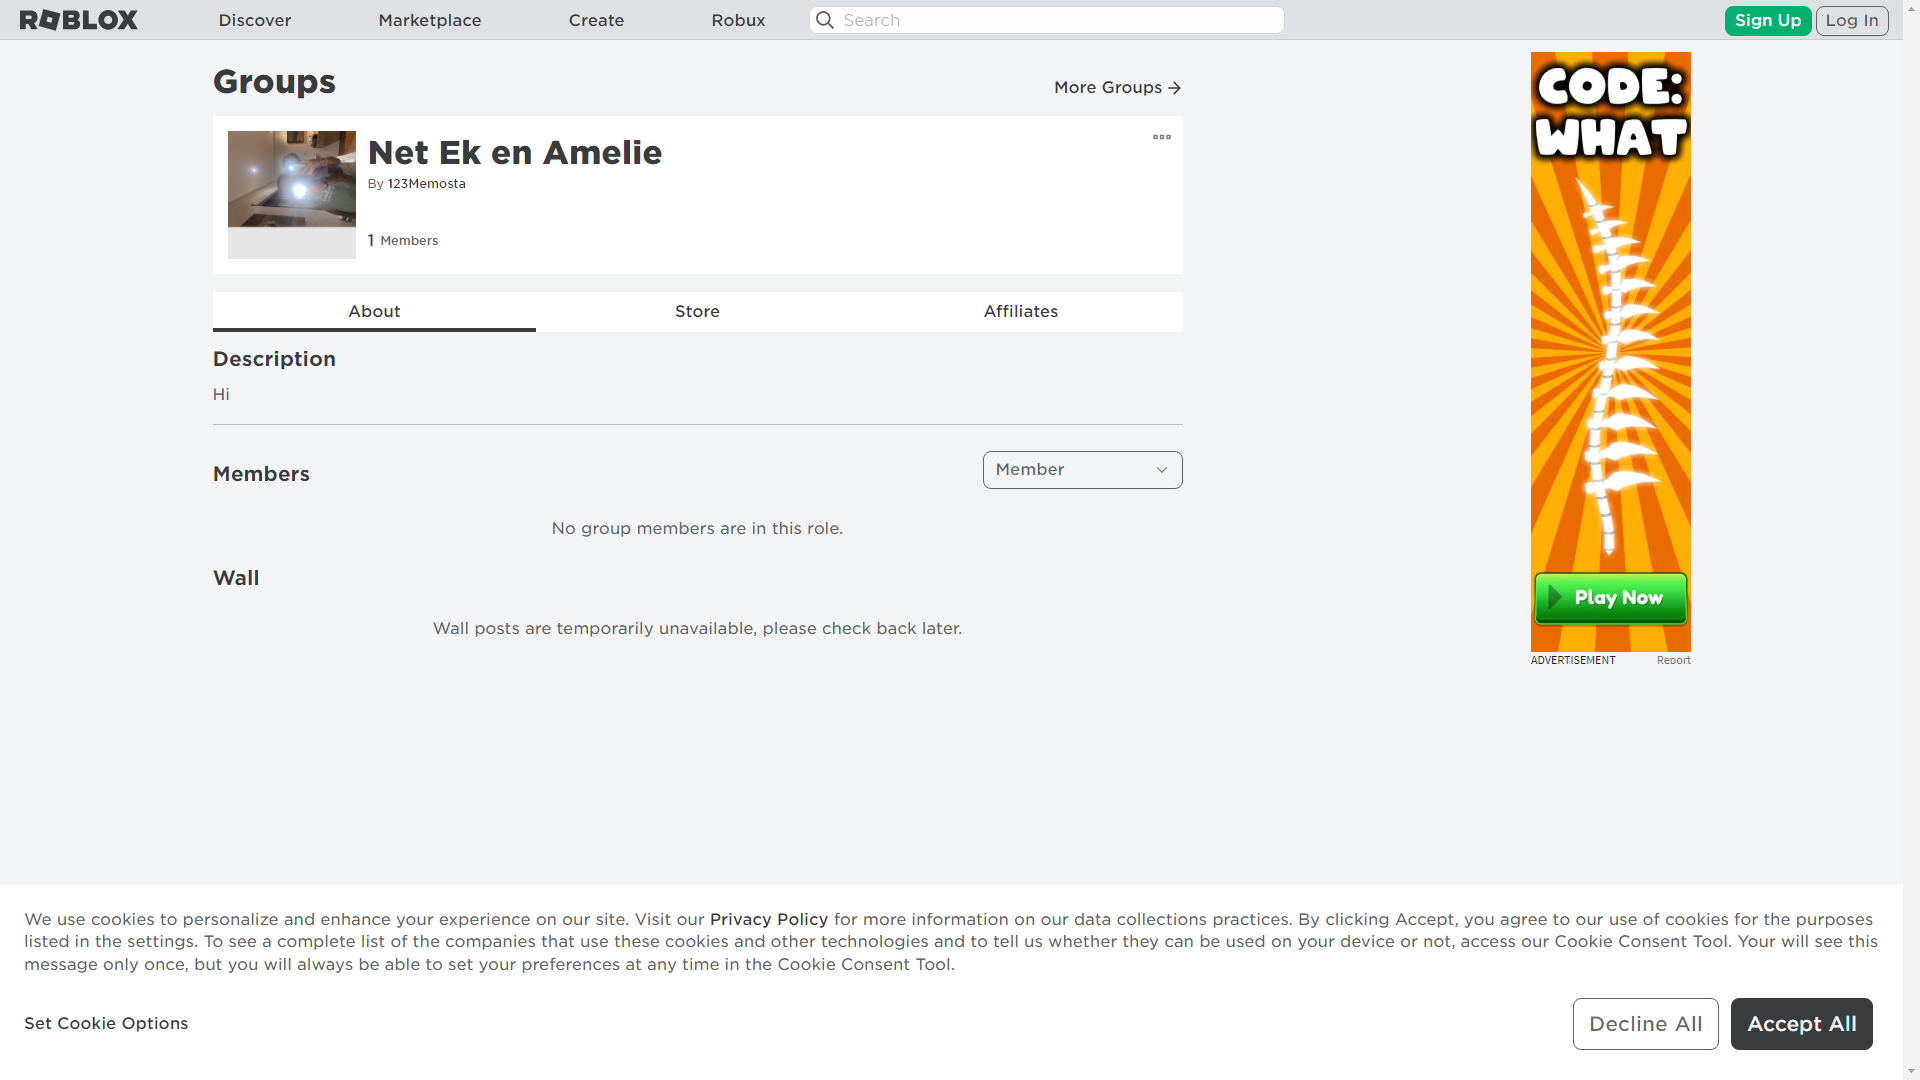 ROBLOX
Discover
Marketplace
Create
Robux
Search
Sign Up
Log In
Groups
More Groups
Net Ek en Amelie
By 123Memosta
1 Members
About
Store
Affiliates
Description
Hi
Members
Member
No group members are in this role.
Wall
Wall posts are temporarily unavailable, please check back later.
CODE:
WHAT
Play Now
ADVERTISEMENT
Report
We use cookies to personalize and enhance your experience on our site. Visit our Privacy Policy for more information on our data collections practices. By clicking Accept, you agree to our use of cookies for the purposes
listed in the settings. To see a complete list of the companies that use these cookies and other technologies and to tell us whether they can be used on your device or not, access our Cookie Consent Tool. Your will see this
message only once, but you will always be able to set your preferences at any time in the Cookie Consent Tool.
Set Cookie Options
Decline All
Accept All